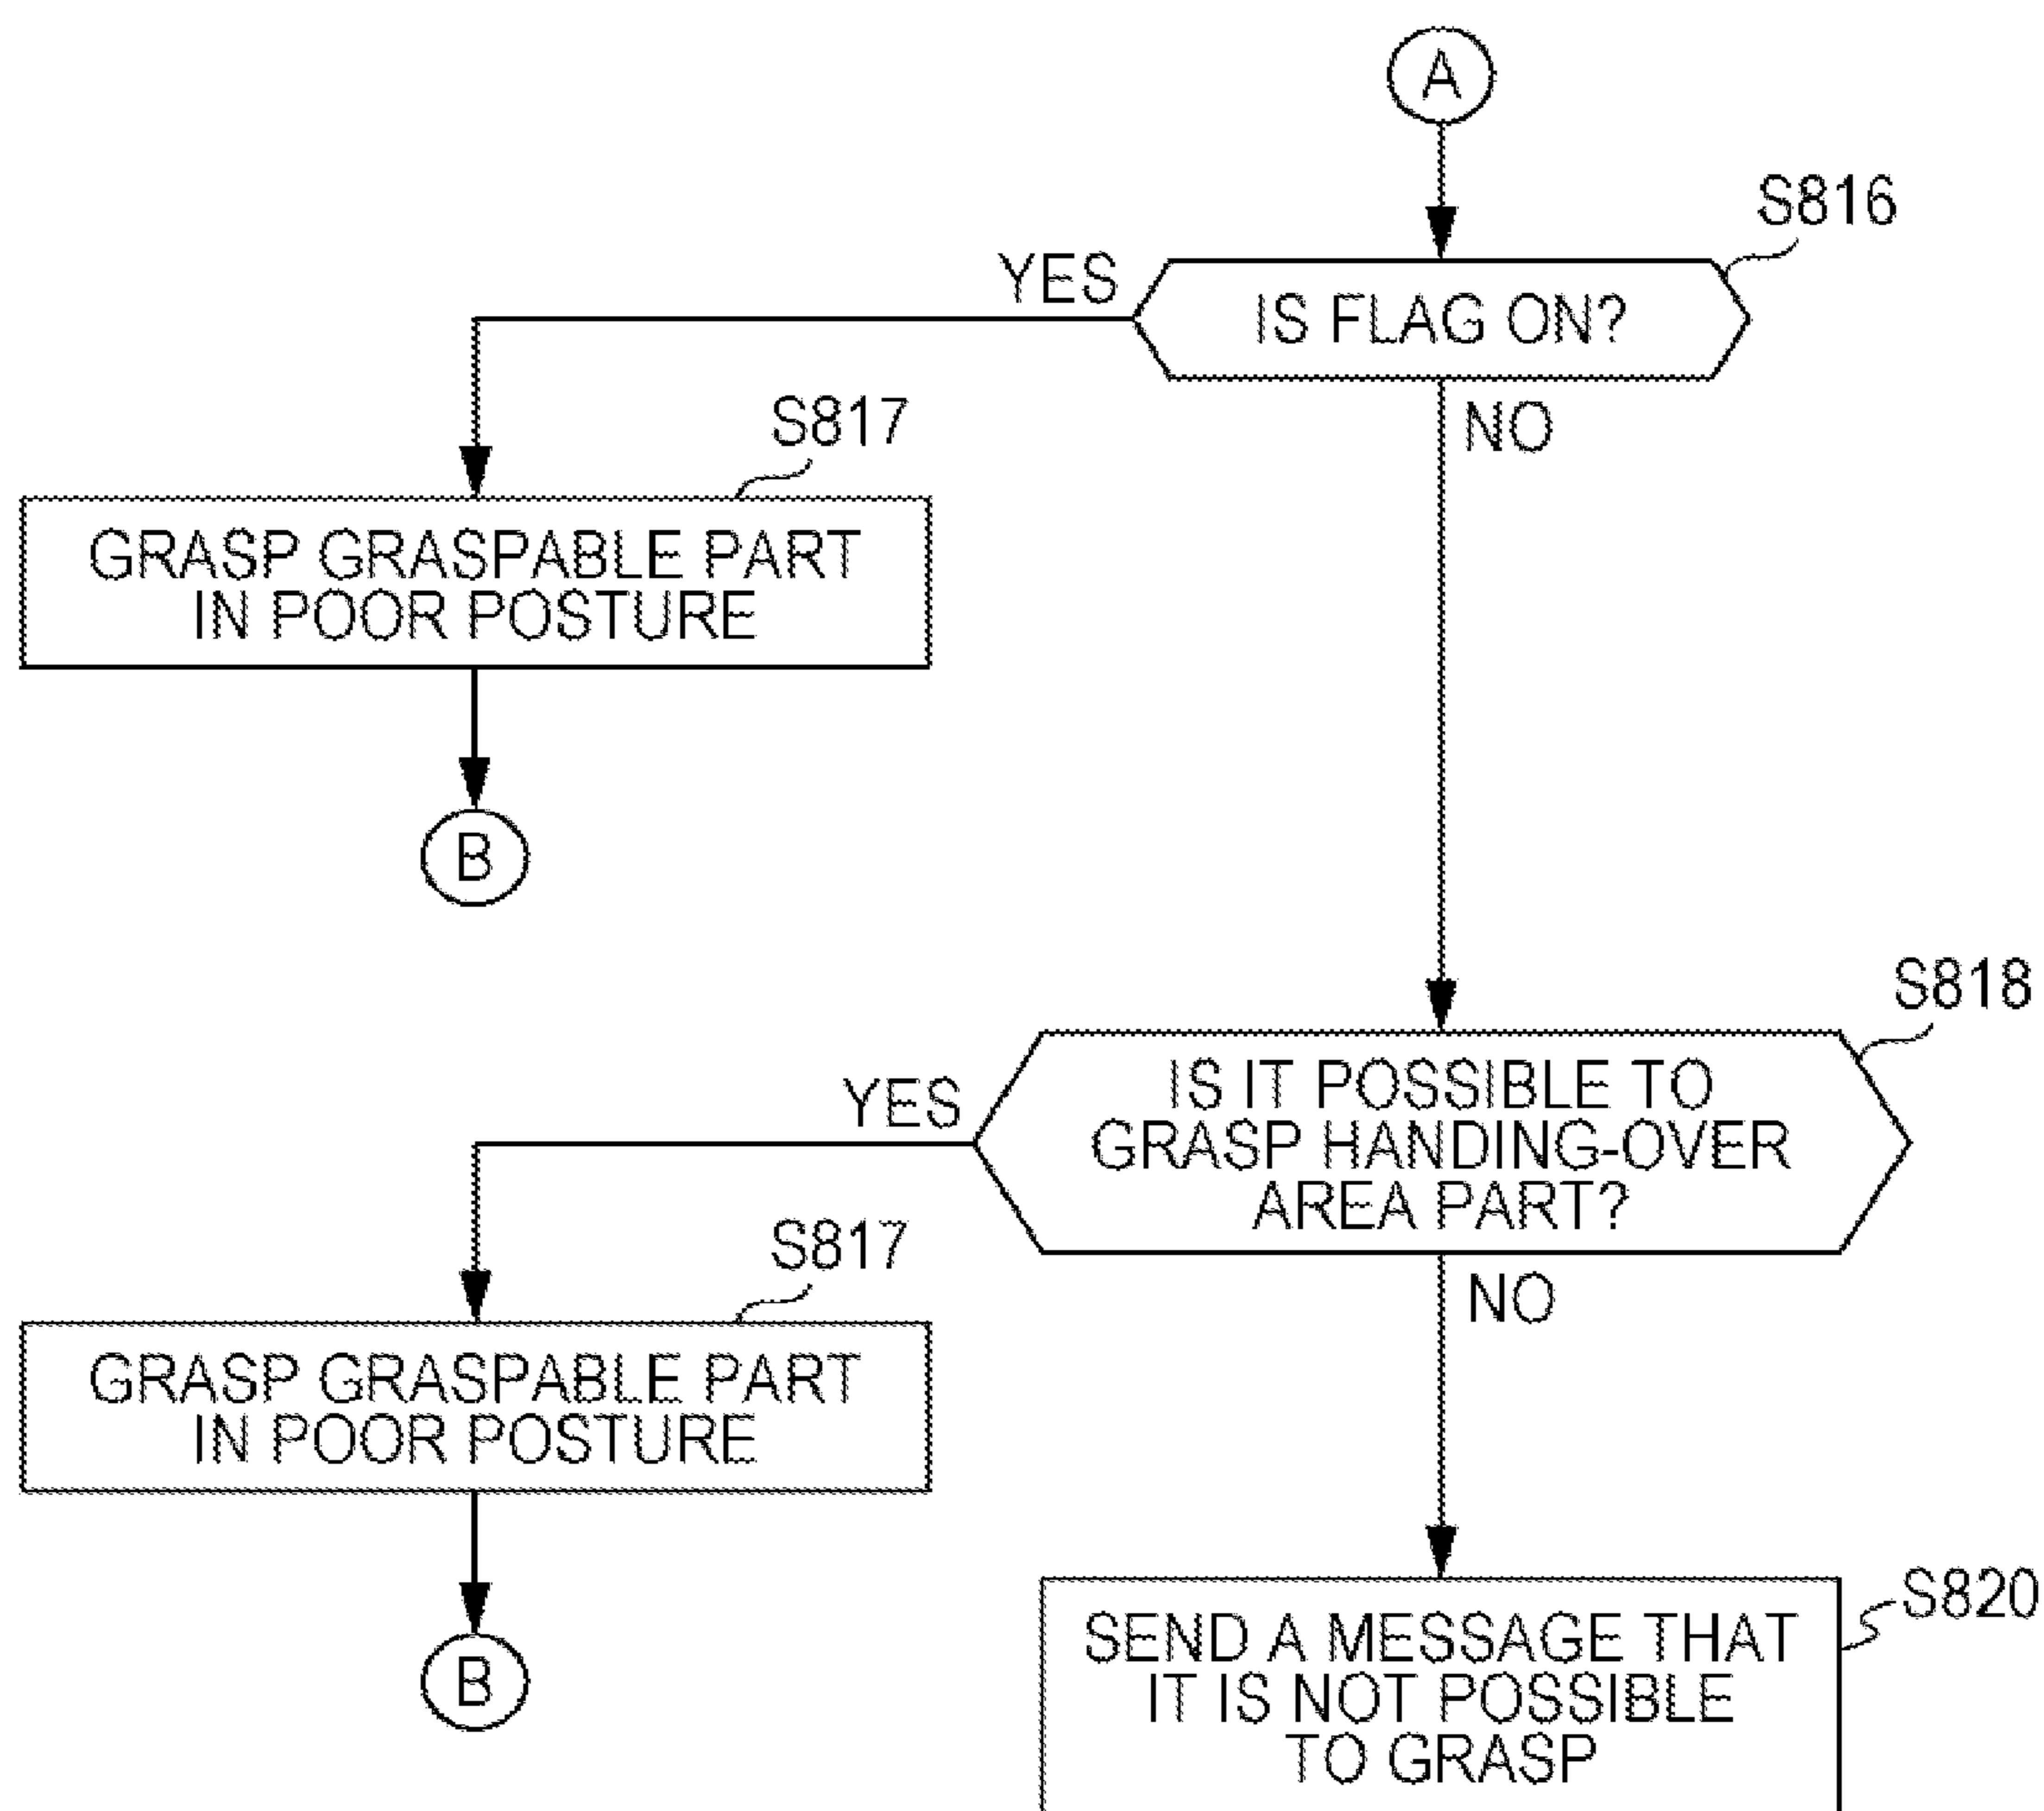 A
S816
YES
IS FLAG ON?
NO
S817
GRASP GRASPABLE PART
IN POOR POSTURE
B
S818
YES
IS IT POSSIBLE TO
GRASP HANDING-OVER
AREA PART?
NO
S817
GRASP GRASPABLE PART
IN POOR POSTURE
B
S820
SEND A MESSAGE THAT
IT IS NOT POSSIBLE
TO GRASP